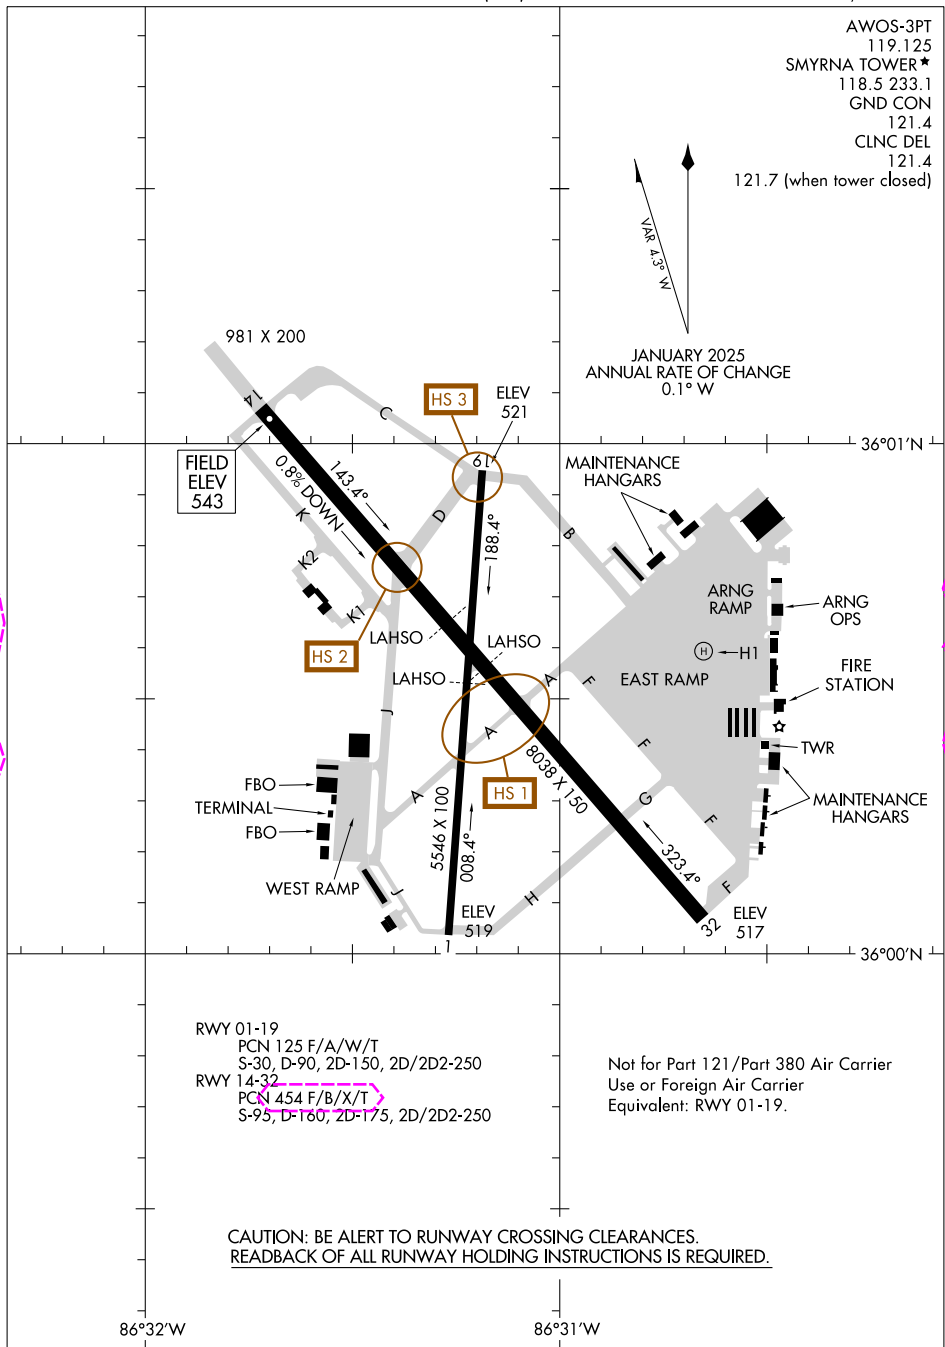 AWOS-3PT
119.125
SMYRNA TOWER★
118.5 233.1
GND CON
121.4
CLNC DEL
121.4
121.7 (when tower closed)
VAR 4.3° W
JANUARY 2025
ANNUAL RATE OF CHANGE
0.1° W
981 X 200
14
HS 3
ELEV
521
C
19
36°01'N
FIELD
ELEV
543
0.8% DOWN
143.4°
D
188.4°
B
MAINTENANCE
HANGARS
K
K2
K1
ARNG
RAMP
ARNG
OPS
LAHSO
LAHSO
LAHSO
HS 2
H
H1
EAST RAMP
FIRE
STATION
A
F
A
J
F
TWR
HS 1
8038 X 150
FBO
TERMINAL
FBO
A
G
F
MAINTENANCE
HANGARS
5546 X 100
008.4°
323.4°
WEST RAMP
J
H
F
ELEV
519
1
32
ELEV
517
36°00'N
RWY 01-19
PCN 125 F/A/W/T
S-30, D-90, 2D-150, 2D/2D2-250
RWY 14-32
PCN 454 F/B/X/T
S-95, D-160, 2D-175, 2D/2D2-250
Not for Part 121/Part 380 Air Carrier
Use or Foreign Air Carrier
Equivalent: RWY 01-19.
CAUTION: BE ALERT TO RUNWAY CROSSING CLEARANCES.
READBACK OF ALL RUNWAY HOLDING INSTRUCTIONS IS REQUIRED.
86°32'W
86°31'W